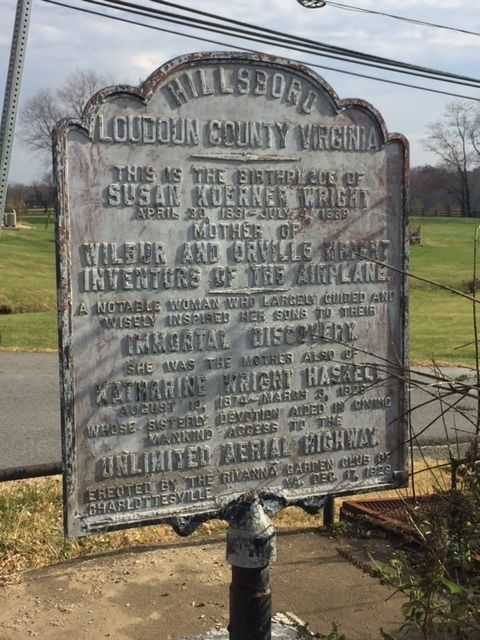 HILLSBORO
LOUDOUN COUNTY VIRGINIA
THIS IS THE BIRTHPLACE OF
SUSAN KOERNER WRIGHT
APRIL 30, 1831-JULY 4, 1889
MOTHER OF
WILBUR AND ORVILLE WRIGHT
INVENTORS OF THE AIRPLANE.
A NOTABLE WOMAN WHO LARGELY GUIDED AND
WISELY INSPIRED HER SONS TO THEIR
IMMORTAL DISCOVERY.
SHE WAS THE MOTHER ALSO OF
KATHARINE WRIGHT HASKELL
AUGUST 19, 1874-MARCH 3, 1929
WHOSE SISTERLY DEVOTION AIDED IN GIVING
MANKIND ACCESS TO THE
UNLIMITED AERIAL HIGHWAY.
ERECTED BY THE RIVANNA GARDEN CLUB OF
CHARLOTTESVILLE VA. DEC. 17, 1929